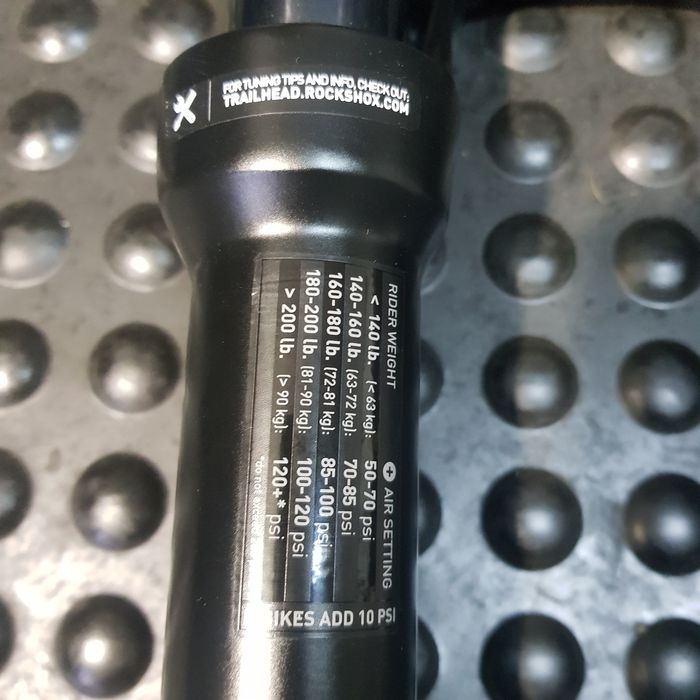 FOR TUNING TIPS AND INFO, CHECK OUT:
TRAILHEAD.ROCKSHOX.COM
RIDER WEIGHT + AIR SETTING
< 140 lb. (< 63 kg): 50-70 psi
140-160 lb. (63-72 kg): 70-85 psi
160-180 lb. (72-81 kg): 85-100 psi
180-200 lb. (81-90 kg): 100-120 psi
> 200 lb. (> 90 kg): 120+* psi
*do not
IKES ADD 10 PSI